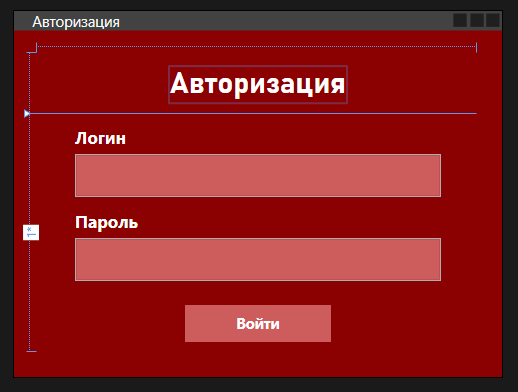 Авторизация
Авторизация
Логин
Пароль
Войти